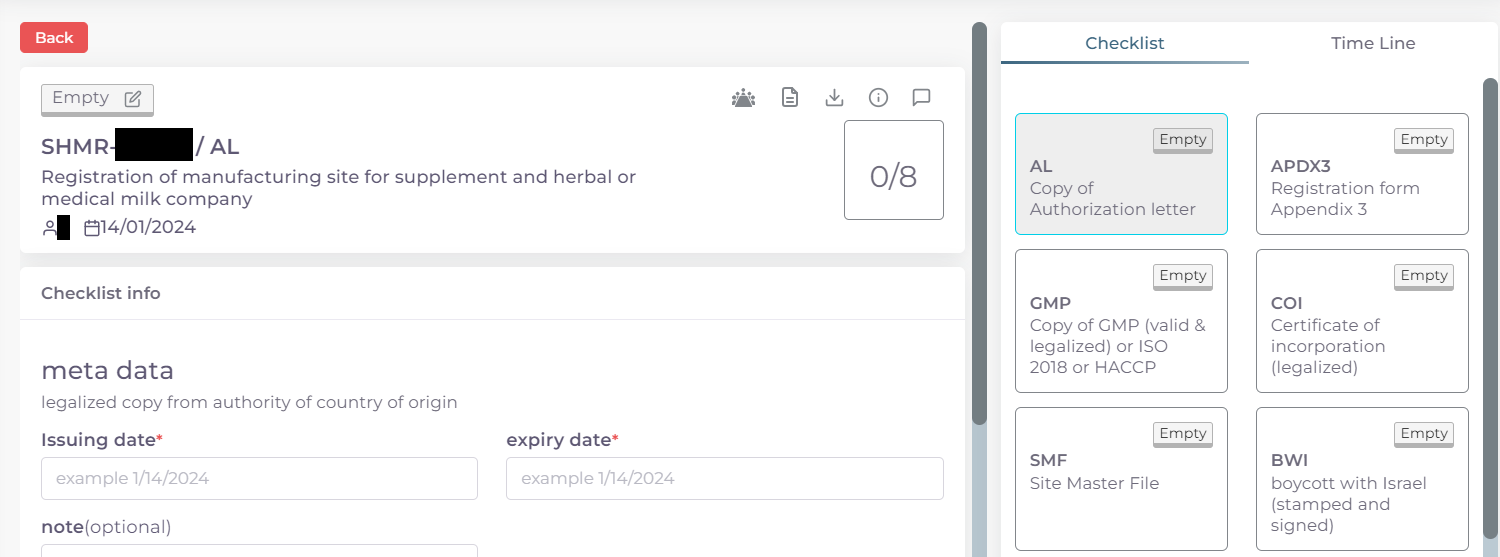 Back
Empty
SHMR- / AL
Registration of manufacturing site for supplement and herbal or
medical milk company
14/01/2024
0/8
Checklist info
meta data
legalized copy from authority of country of origin
Issuing date*
expiry date*
example 1/14/2024
example 1/14/2024
note(optional)
Checklist
Time Line
Empty
AL
Copy of
Authorization letter
Empty
APDX3
Registration form
Appendix 3
Empty
GMP
Copy of GMP (valid &
legalized) or ISO
2018 or HACCP
Empty
COI
Certificate of
incorporation
(legalized)
Empty
SMF
Site Master File
Empty
BWI
boycott with Israel
(stamped and
signed)